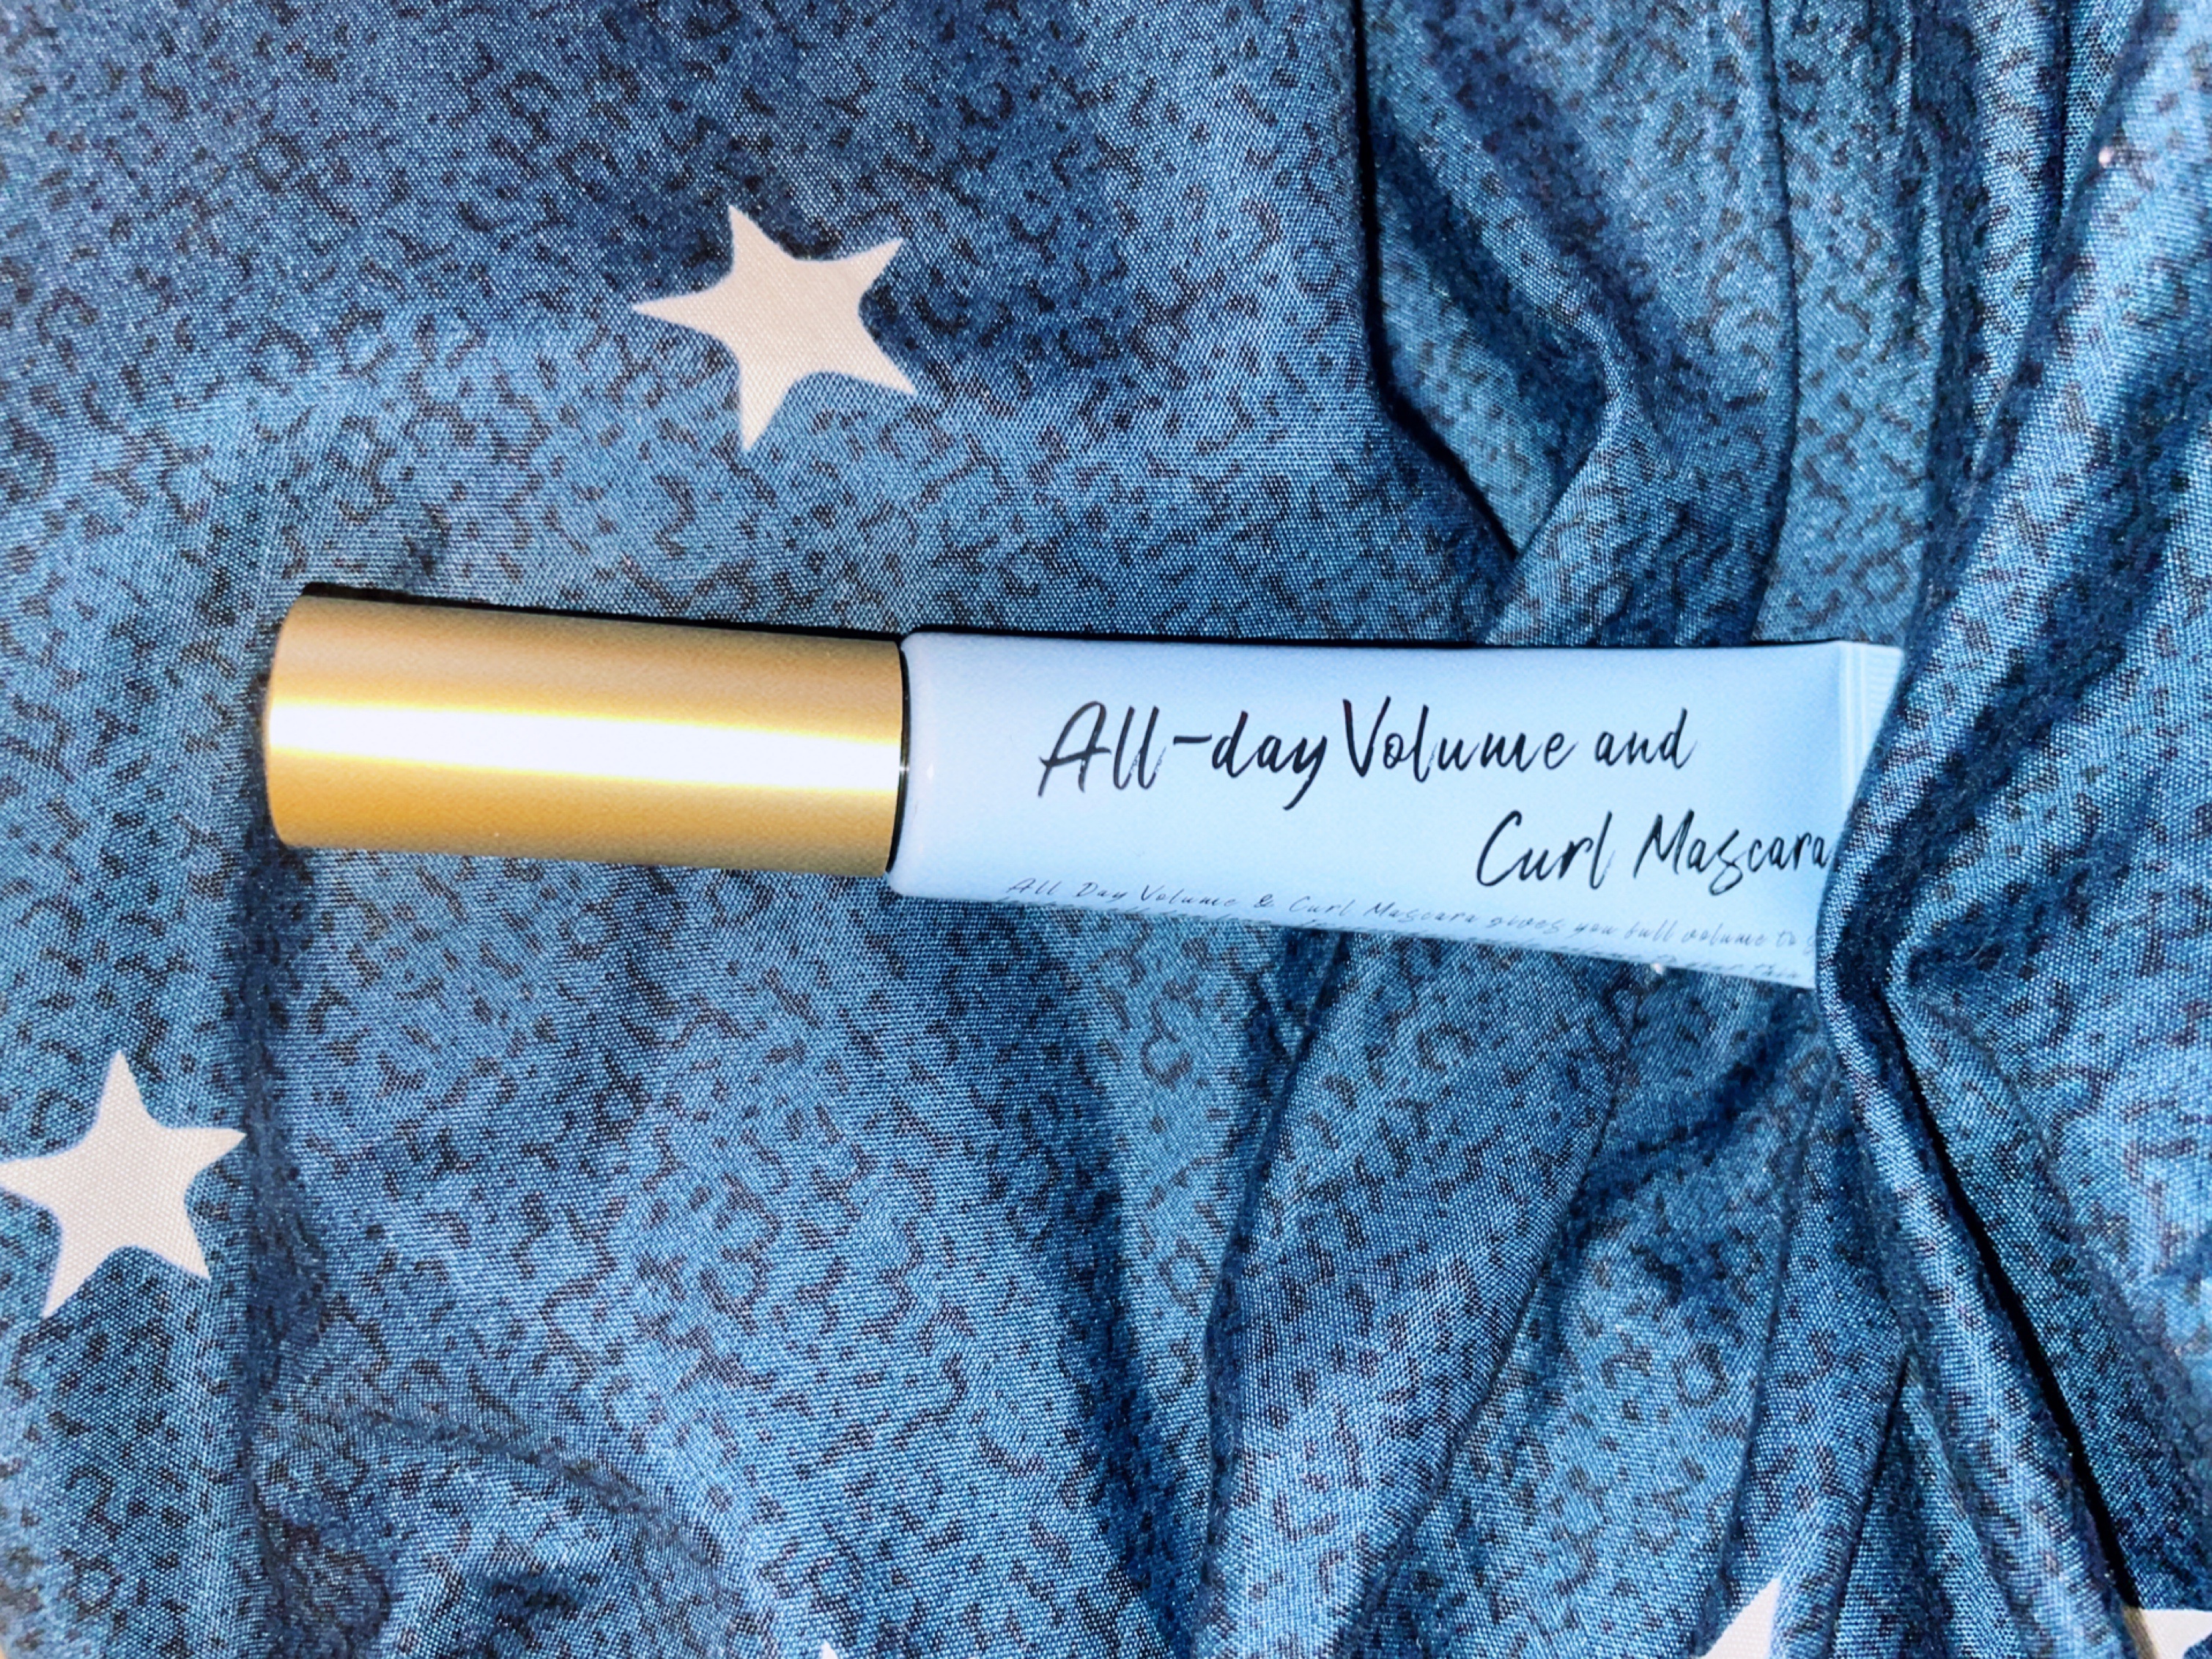 All-day Volume and
Curl Mascara
All Day Volume & Curl Mascara gives you full volume to